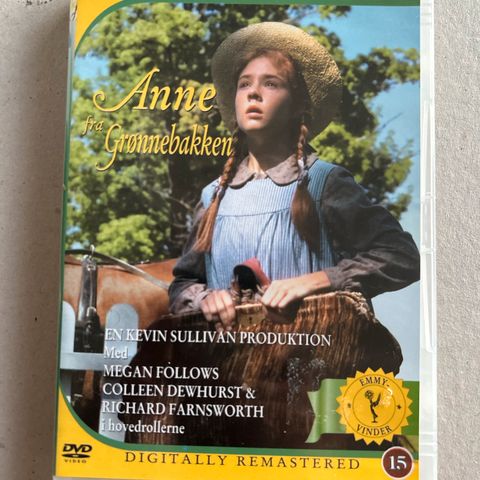 Anne
fra
Grønnebakken
EN KEVIN SULLIVAN PRODUKTION
Med
MEGAN FOLLOWS
COLLEEN DEWHURST &
RICHARD FARNSWORTH
i hovedrollerne
EMMY-
VINDER
DVD
VIDEO
DIGITALLY REMASTERED
15